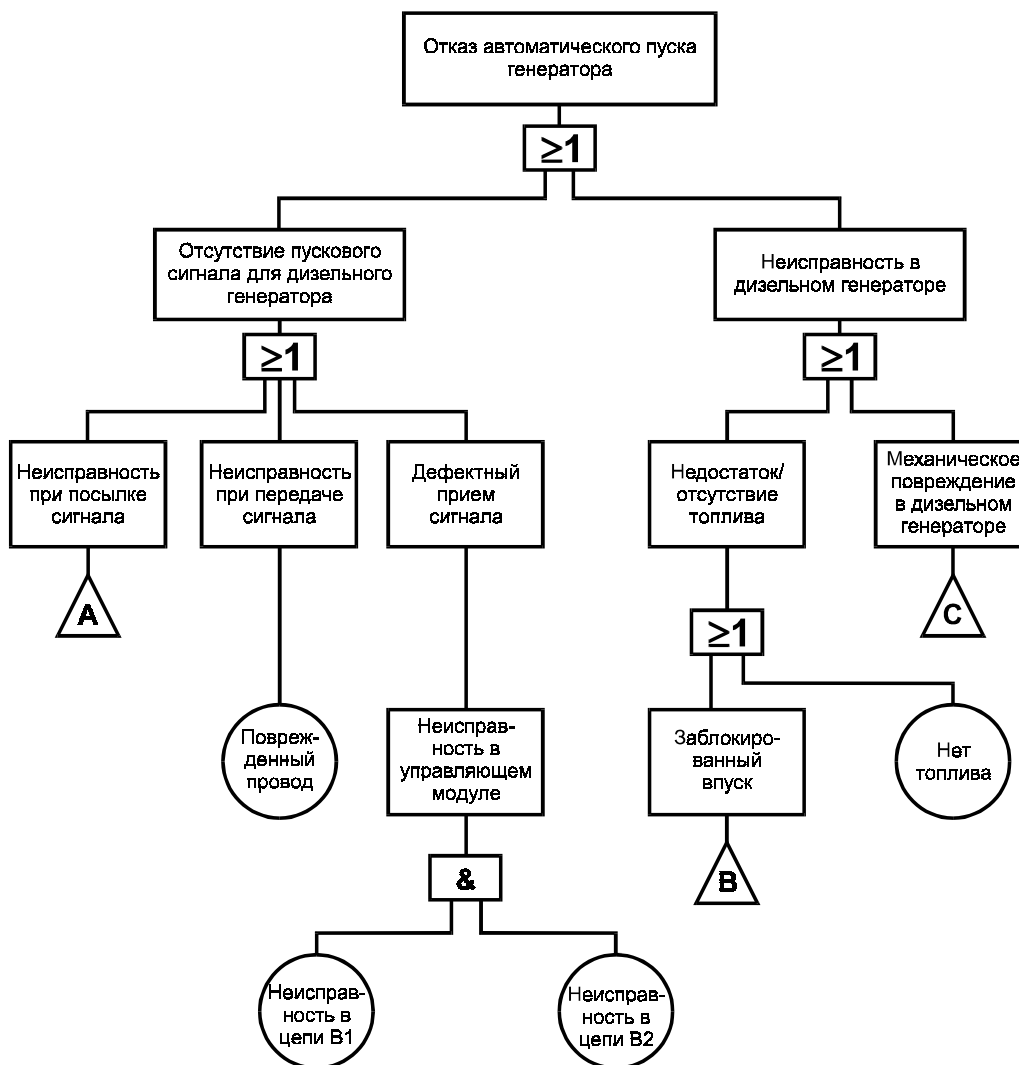 Отказ автоматического пуска
генератора
≥1
Отсутствие пускового
сигнала для дизельного
генератора
Неисправность в
дизельном генераторе
≥1
≥1
Неисправность
при посылке
сигнала
Неисправность
при передаче
сигнала
Дефектный
прием
сигнала
Недостаток/
отсутствие
топлива
Механическое
повреждение
в дизельном
генераторе
A
C
≥1
Повреж-
денный
провод
Неисправ-
ность в
управляющем
модуле
Заблокиро-
ванный
впуск
Нет
топлива
&
B
Неисправ-
ность в
цепи B1
Неисправ-
ность в
цепи B2